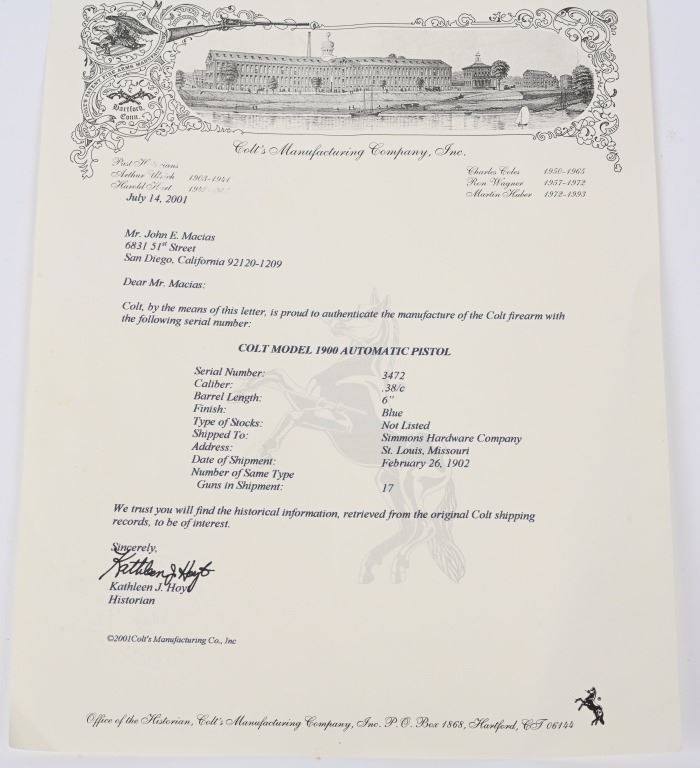 Hartford,
Conn.
Colt's Manufacturing Company, Inc.
Past
Arthur 1903-1941
Harold
Charles Coles 1950-1965
Ron Wagner 1957-1972
Martin Huber 1972-1993
July 14, 2001
Mr. John E. Macias
6831 51st Street
San Diego, California 92120-1209
Dear Mr. Macias:
Colt, by the means of this letter, is proud to authenticate the manufacture of the Colt firearm with
the following serial number:
COLT MODEL 1900 AUTOMATIC PISTOL
Serial Number: 3472
Caliber: .38/c
Barrel Length: 6"
Finish: Blue
Type of Stocks: Not Listed
Shipped To: Simmons Hardware Company
Address: St. Louis, Missouri
Date of Shipment: February 26, 1902
Number of Same Type
Guns in Shipment: 17
We trust you will find the historical information, retrieved from the original Colt shipping
records, to be of interest.
Sincerely,
Kathleen J. Hoyt
Kathleen J. Hoyt
Historian
©2001Colt's Manufacturing Co., Inc
Office of the Historian, Colt's Manufacturing Company, Inc. P.O. Box 1868, Hartford, CT 06144